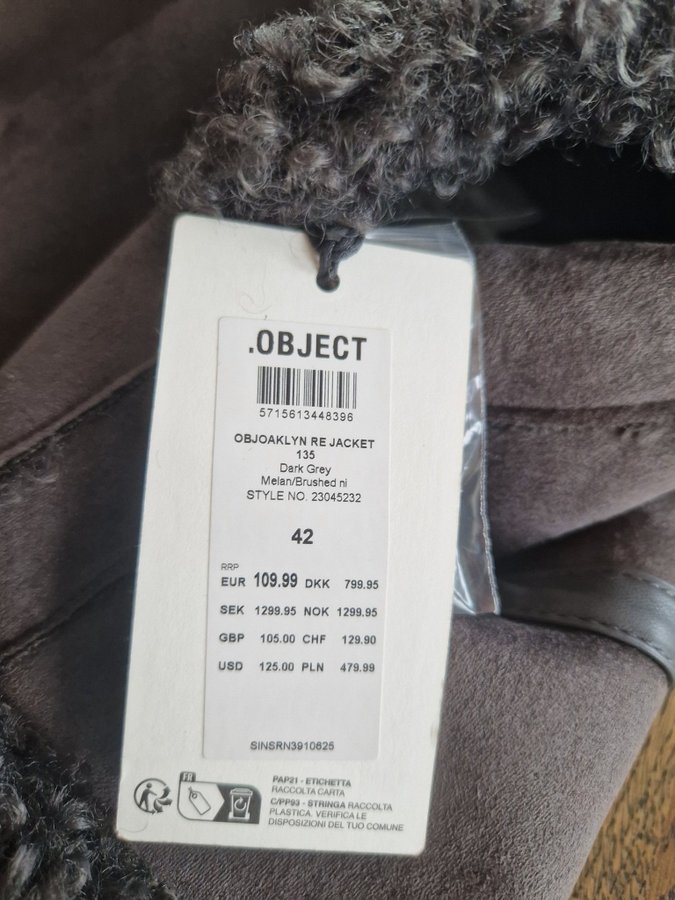 .OBJECT
5715613448396
OBJOAKLYN RE JACKET
135
Dark Grey
Melan/Brushed ni
STYLE NO. 23045232
42
RRP
EUR 109.99 DKK 799.95
SEK 1299.95 NOK 1299.95
GBP 105.00 CHF 129.90
USD 125.00 PLN 479.99
SINSRN3910625
FR
PAP21 - ETICHETTA
RACCOLTA CARTA
C/PP93 - STRINGA RACCOLTA
PLASTICA. VERIFICA LE
DISPOSIZIONI DEL TUO COMUNE